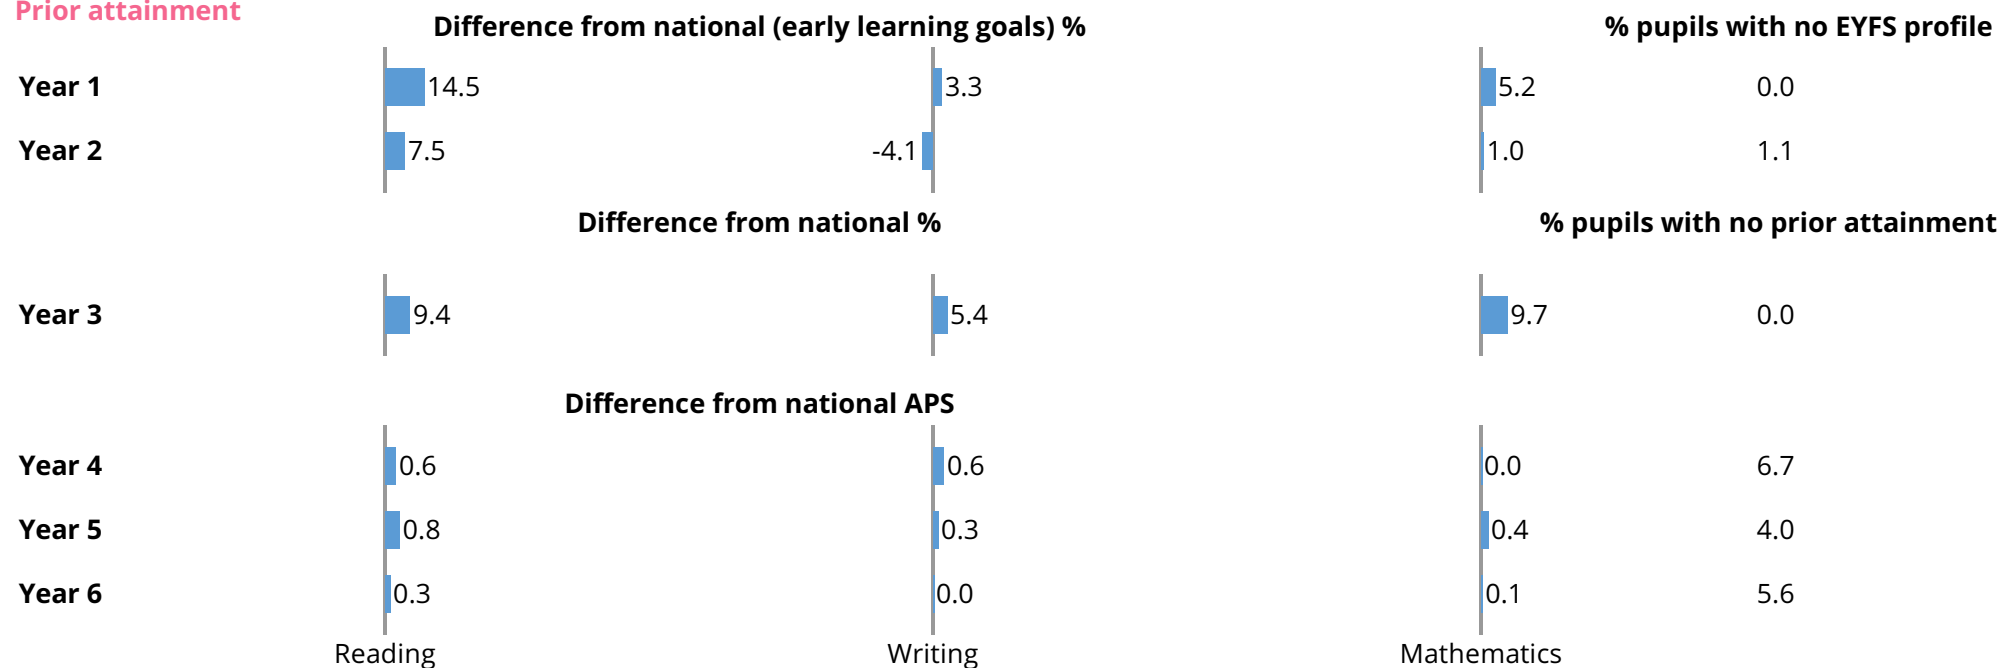 Prior attainment
Difference from national (early learning goals) % % pupils with no EYFS profile
Year 1 14.5 3.3 5.2 0.0
Year 2 7.5 -4.1 1.0 1.1
Difference from national % % pupils with no prior attainment
Year 3 9.4 5.4 9.7 0.0
Difference from national APS
Year 4 0.6 0.6 0.0 6.7
Year 5 0.8 0.3 0.4 4.0
Year 6 0.3 0.0 0.1 5.6
Reading Writing Mathematics